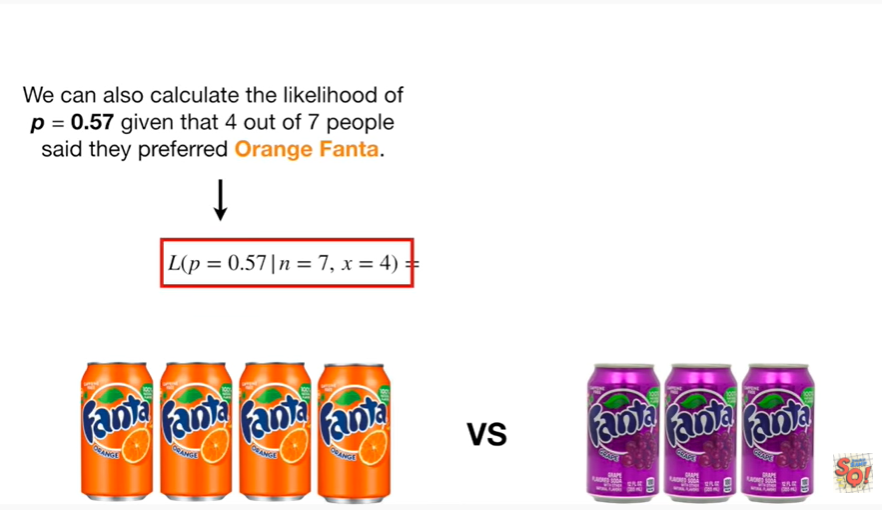 We can also calculate the likelihood of
p = 0.57 given that 4 out of 7 people
said they preferred Orange Fanta.
L(p = 0.57|n = 7, x = 4) =
Fanta Fanta Fanta Fanta
ORANGE ORANGE ORANGE ORANGE
VS
Fanta Fanta Fanta
GRAPE GRAPE GRAPE
SQ!